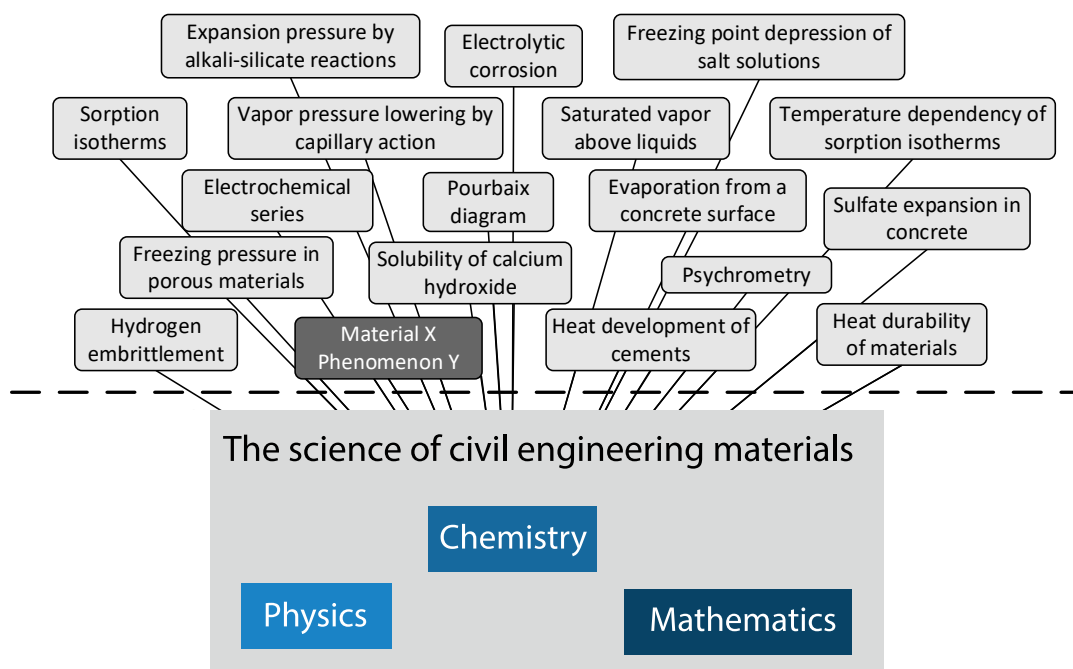 Expansion pressure by
alkali-silicate reactions
Electrolytic
corrosion
Freezing point depression of
salt solutions
Sorption
isotherms
Vapor pressure lowering by
capillary action
Saturated vapor
above liquids
Temperature dependency of
sorption isotherms
Electrochemical
series
Pourbaix
diagram
Evaporation from a
concrete surface
Sulfate expansion in
concrete
Freezing pressure in
porous materials
Solubility of calcium
hydroxide
Psychrometry
Hydrogen
embrittlement
Material X
Phenomenon Y
Heat development of
cements
Heat durability
of materials
The science of civil engineering materials
Chemistry
Physics
Mathematics